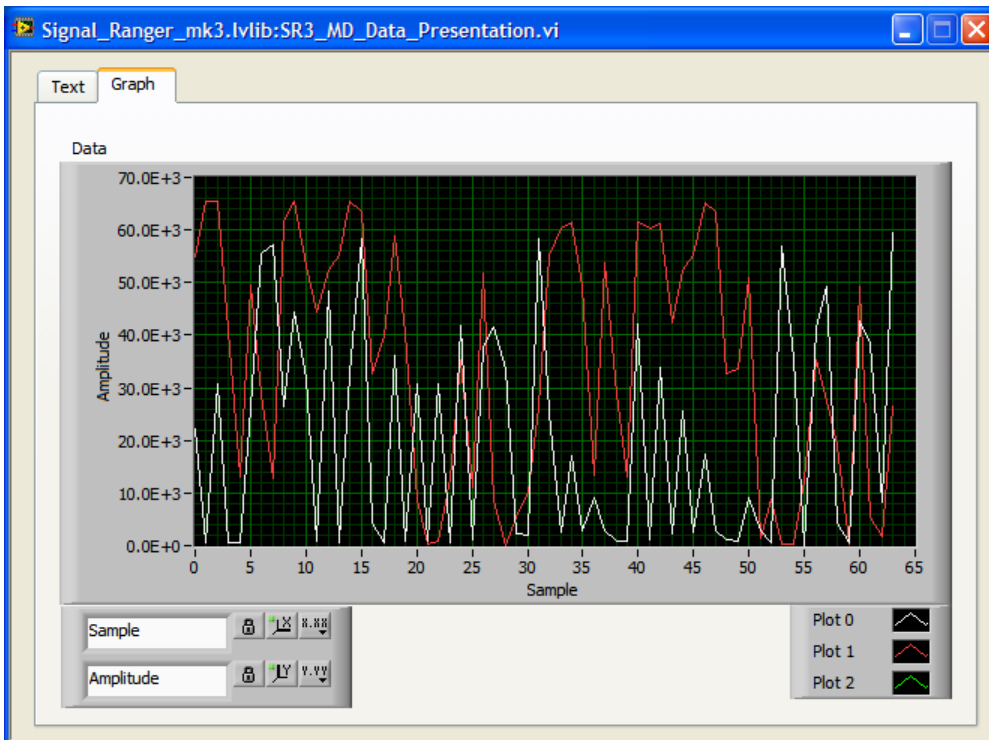 Signal_Ranger_mk3.lvlib:SR3_MD_Data_Presentation.vi
Text Graph
Data
70.0E+3
60.0E+3
50.0E+3
40.0E+3
30.0E+3
20.0E+3
10.0E+3
0.0E+0
Amplitude
0 5 10 15 20 25 30 35 40 45 50 55 60 65
Sample
Sample
X
X.XX
Amplitude
Y
Y.YY
Plot 0
Plot 1
Plot 2